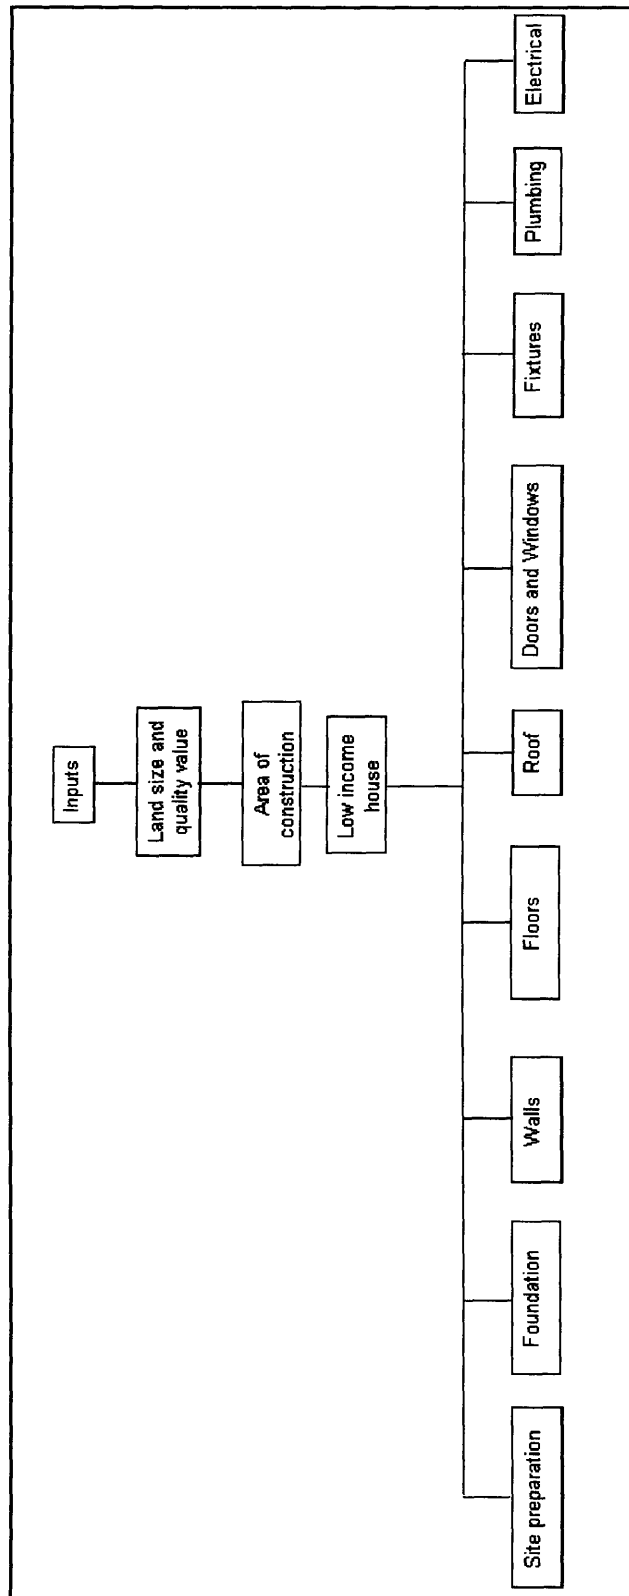 Inputs
Land size and
quality value
Area of
construction
Low income
house
Site preparation
Foundation
Walls
Floors
Roof
Doors and Windows
Fixtures
Plumbing
Electrical